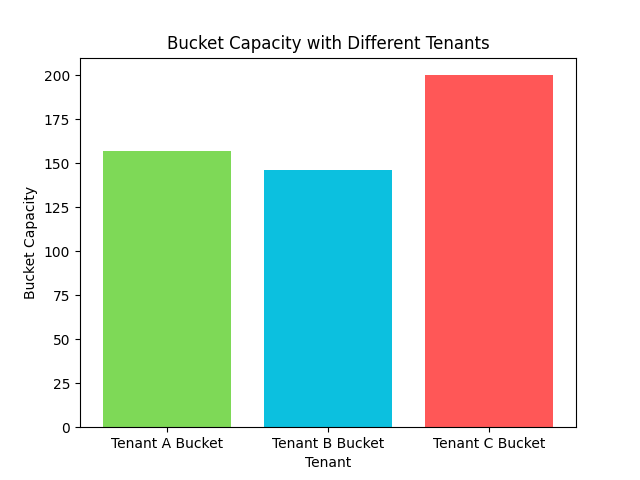 Bucket Capacity with Different Tenants
Bucket Capacity
200
175
150
125
100
75
50
25
0
Tenant A Bucket
Tenant B Bucket
Tenant C Bucket
Tenant